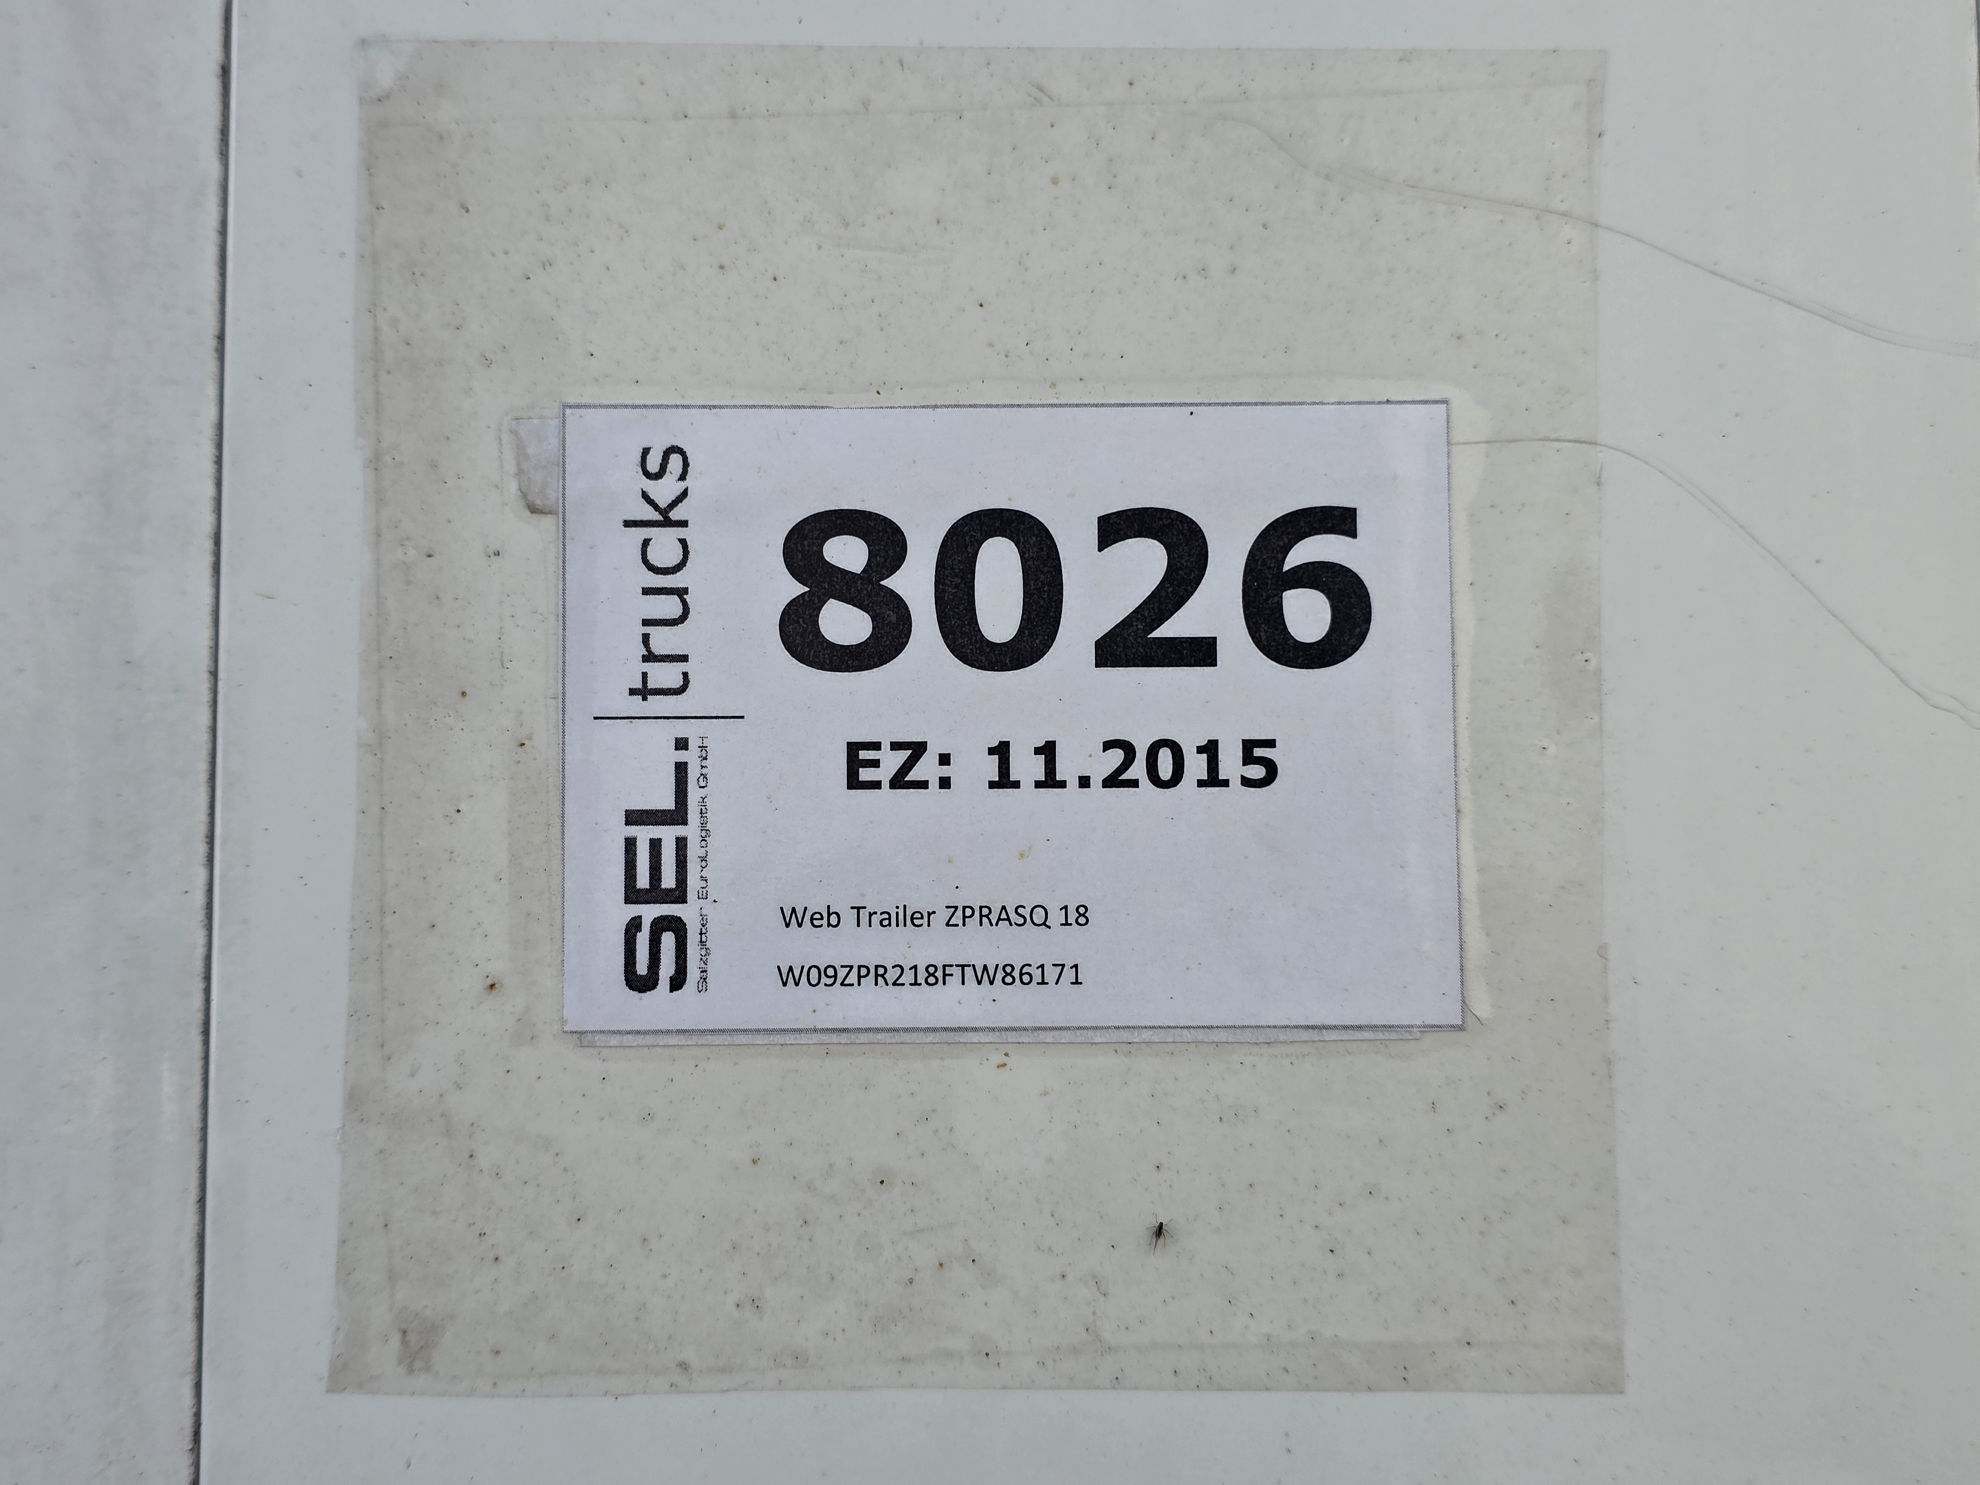 SEL.|trucks
Salzgitter EuroLogistik GmbH
8026
EZ: 11.2015
Web Trailer ZPRASQ 18
W09ZPR218FTW86171